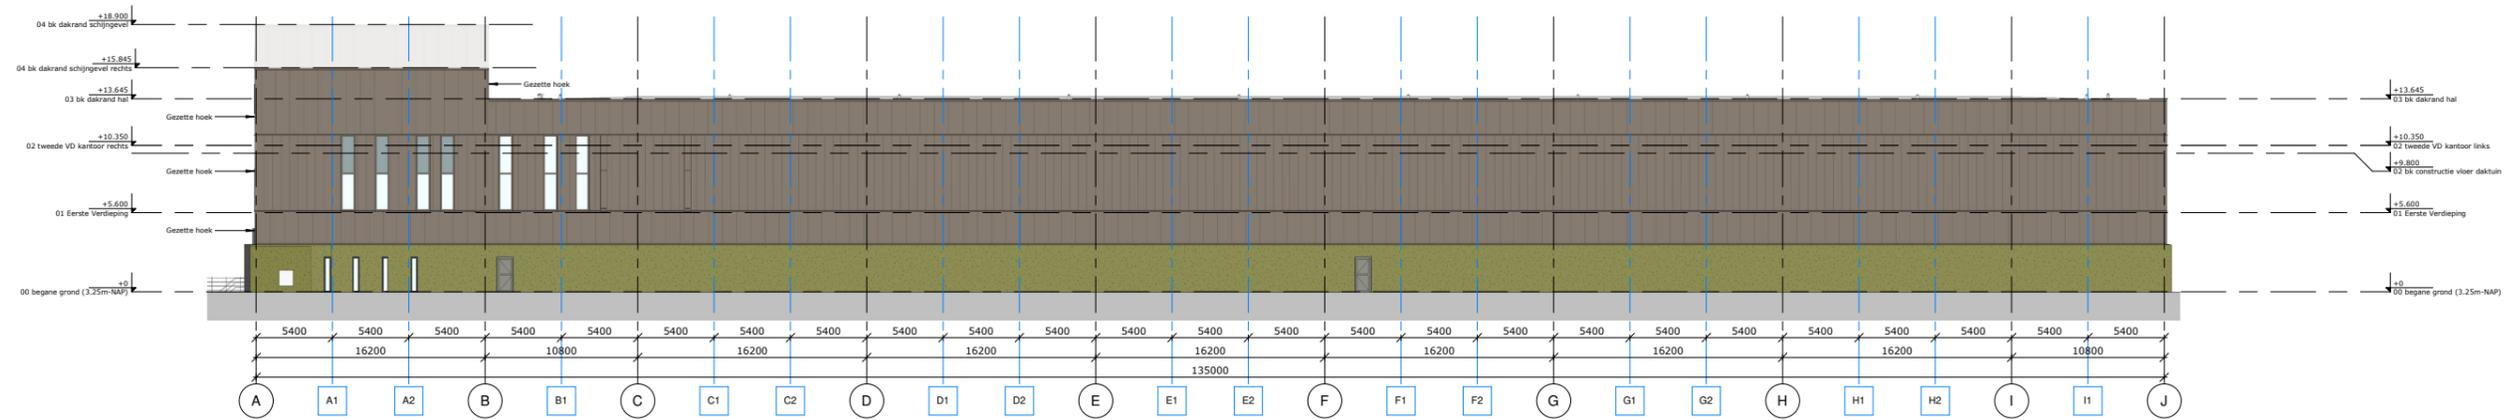 +18.900
04 bk dakrand schijngevel
+15.845
04 bk dakrand schijngevel rechts
Gezette hoek
+13.645
03 bk dakrand hal
+13.645
03 bk dakrand hal
Gezette hoek
+10.350
02 tweede VD kantoor rechts
+10.350
02 tweede VD kantoor links
+9.800
02 bk constructie vloer daktuin
Gezette hoek
+5.600
01 Eerste Verdieping
+5.600
01 Eerste Verdieping
Gezette hoek
+0
00 begane grond (3.25m-NAP)
+0
00 begane grond (3.25m-NAP)
5400 5400 5400 5400 5400 5400 5400 5400 5400 5400 5400 5400 5400 5400 5400 5400 5400 5400 5400 5400 5400 5400 5400 5400 5400
16200 10800 16200 16200 16200 16200 16200 16200 10800
135000
A A1 A2 B B1 C C1 C2 D D1 D2 E E1 E2 F F1 F2 G G1 G2 H H1 H2 I I1 J